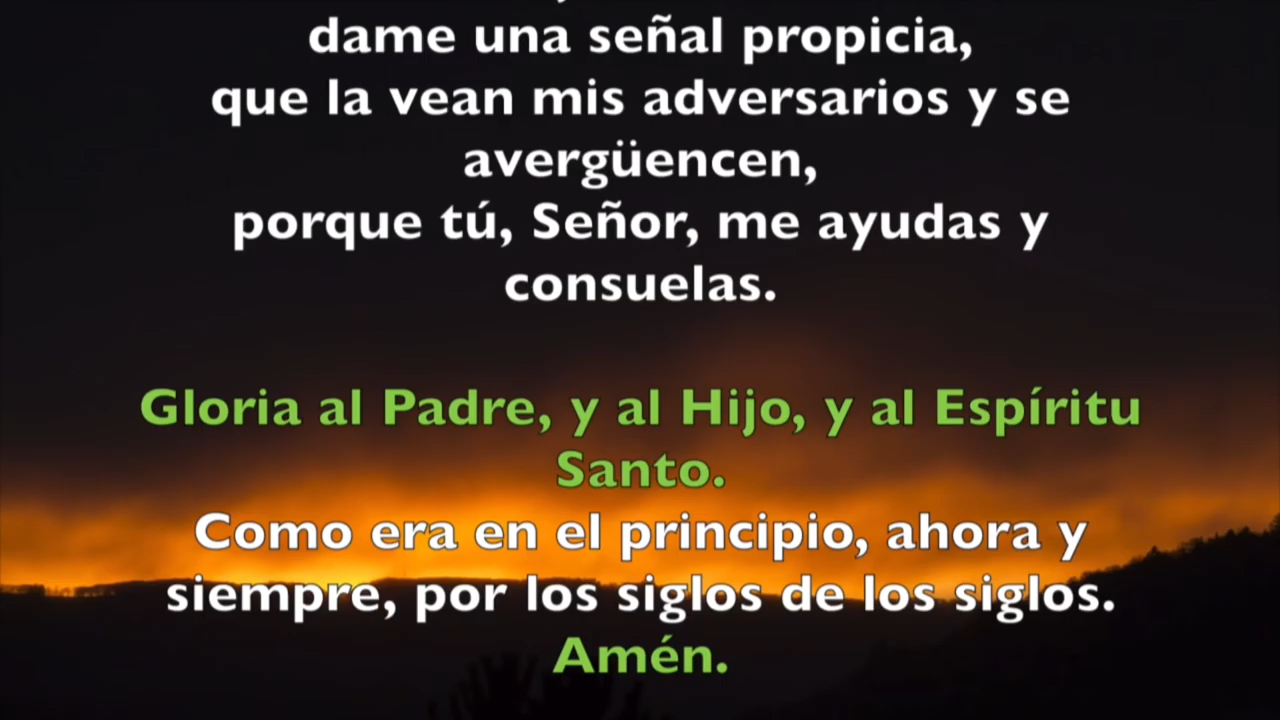 dame una señal propicia,
que la vean mis adversarios y se
avergüencen,
porque tú, Señor, me ayudas y
consuelas.
Gloria al Padre, y al Hijo, y al Espíritu
Santo.
Como era en el principio, ahora y
siempre, por los siglos de los siglos.
Amén.